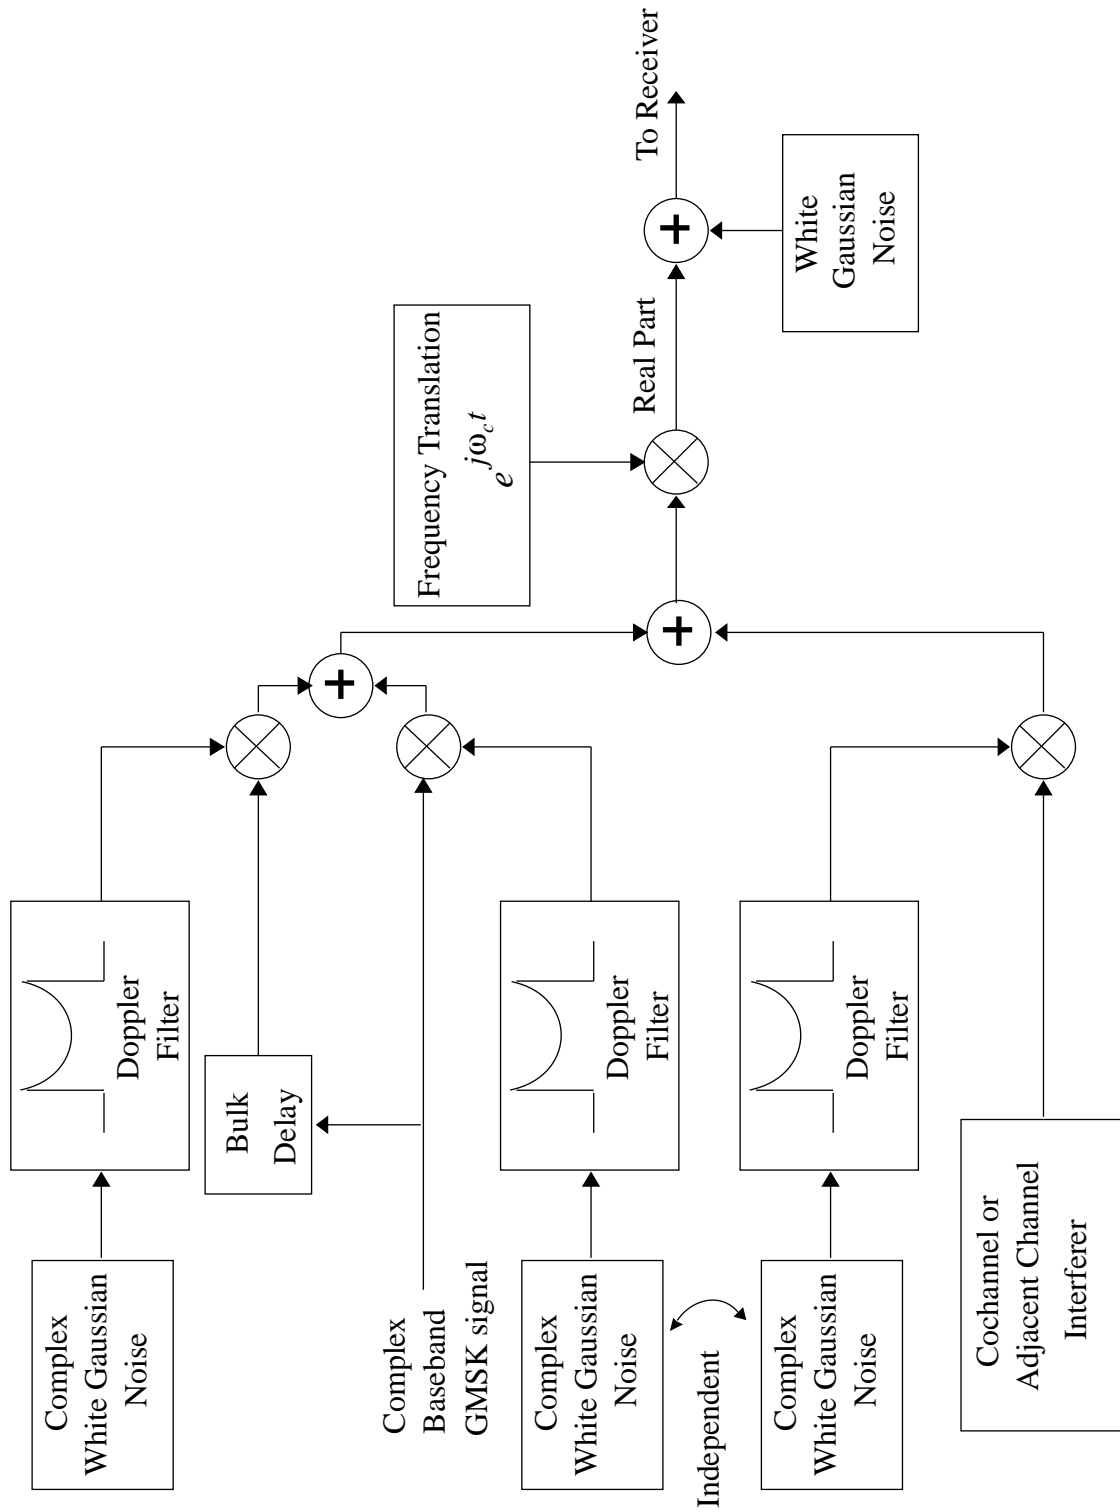 Complex
White Gaussian
Noise
Doppler
Filter
Bulk
Delay
Complex
Baseband
GMSK signal
Complex
White Gaussian
Noise
Doppler
Filter
Independent
Complex
White Gaussian
Noise
Doppler
Filter
Cochannel or
Adjacent Channel
Interferer
+
+
Frequency Translation
e^{jω_c t}
Real Part
+
To Receiver
White
Gaussian
Noise